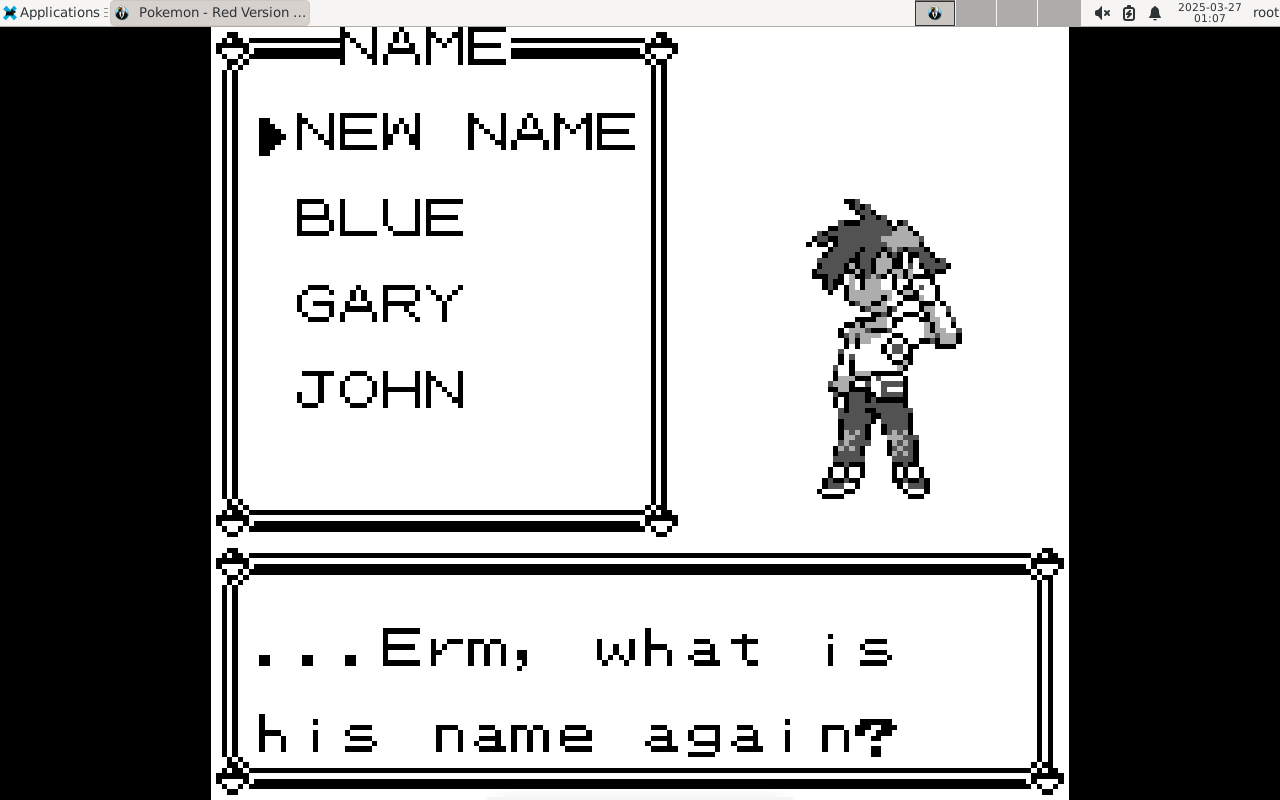 Applications
Pokemon - Red Version ...
2025-03-27
01:07
root
NAME
NEW NAME
BLUE
GARY
JOHN
...Erm, what is
his name again?